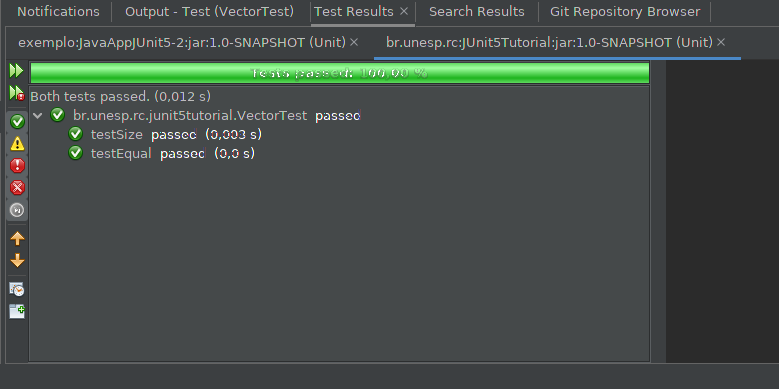 Notifications Output - Test (VectorTest) Test Results Search Results Git Repository Browser
exemplo:JavaAppJUnit5-2:jar:1.0-SNAPSHOT (Unit) br.unesp.rc:JUnit5Tutorial:jar:1.0-SNAPSHOT (Unit)
Tests passed: 100,00 %
Both tests passed. (0,012 s)
br.unesp.rc.junit5tutorial.VectorTest passed
testSize passed (0,003 s)
testEqual passed (0,0 s)